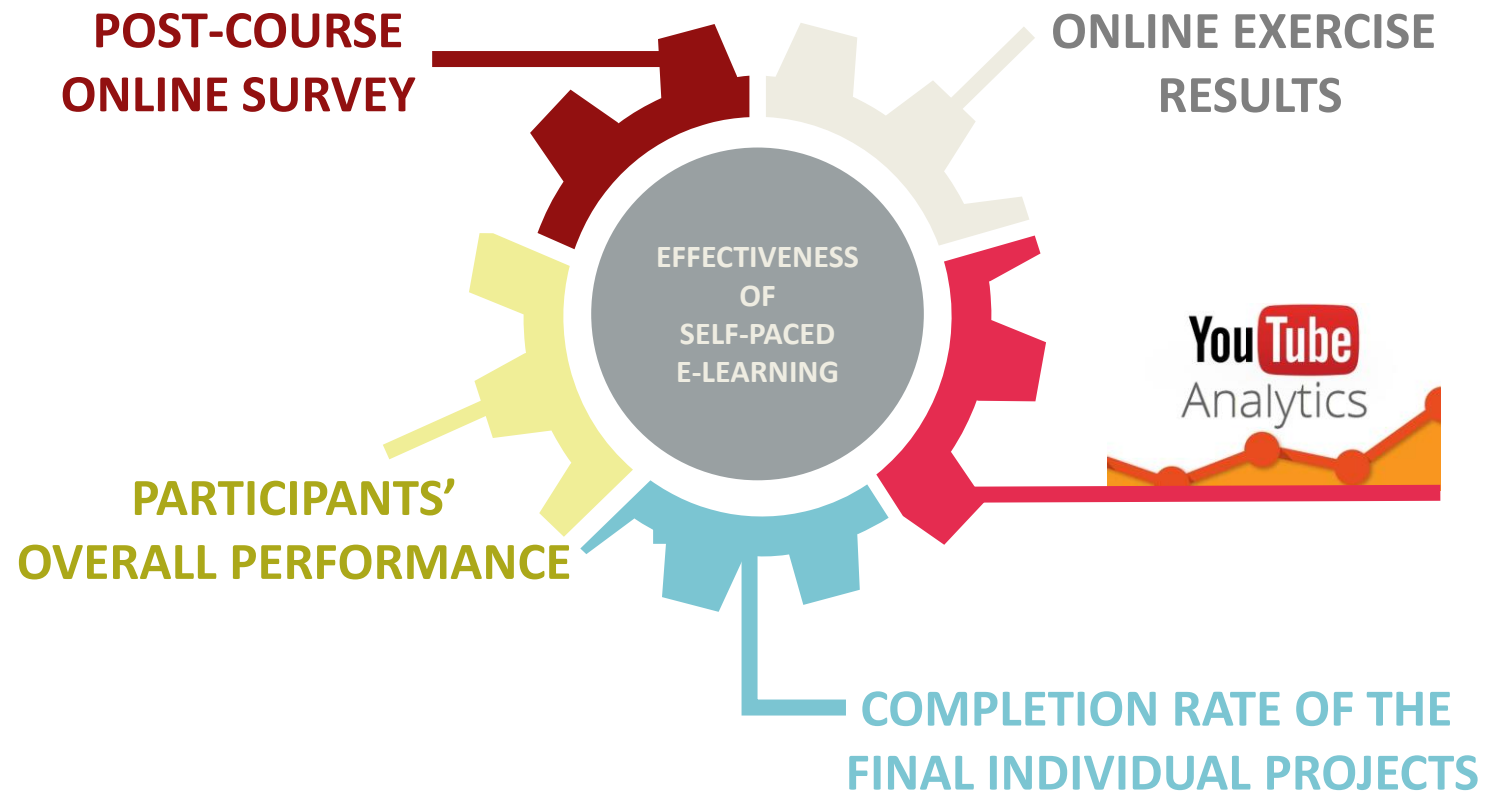 POST-COURSE
ONLINE SURVEY
ONLINE EXERCISE
RESULTS
EFFECTIVENESS
OF
SELF-PACED
E-LEARNING
YouTube
Analytics
PARTICIPANTS’
OVERALL PERFORMANCE
COMPLETION RATE OF THE
FINAL INDIVIDUAL PROJECTS